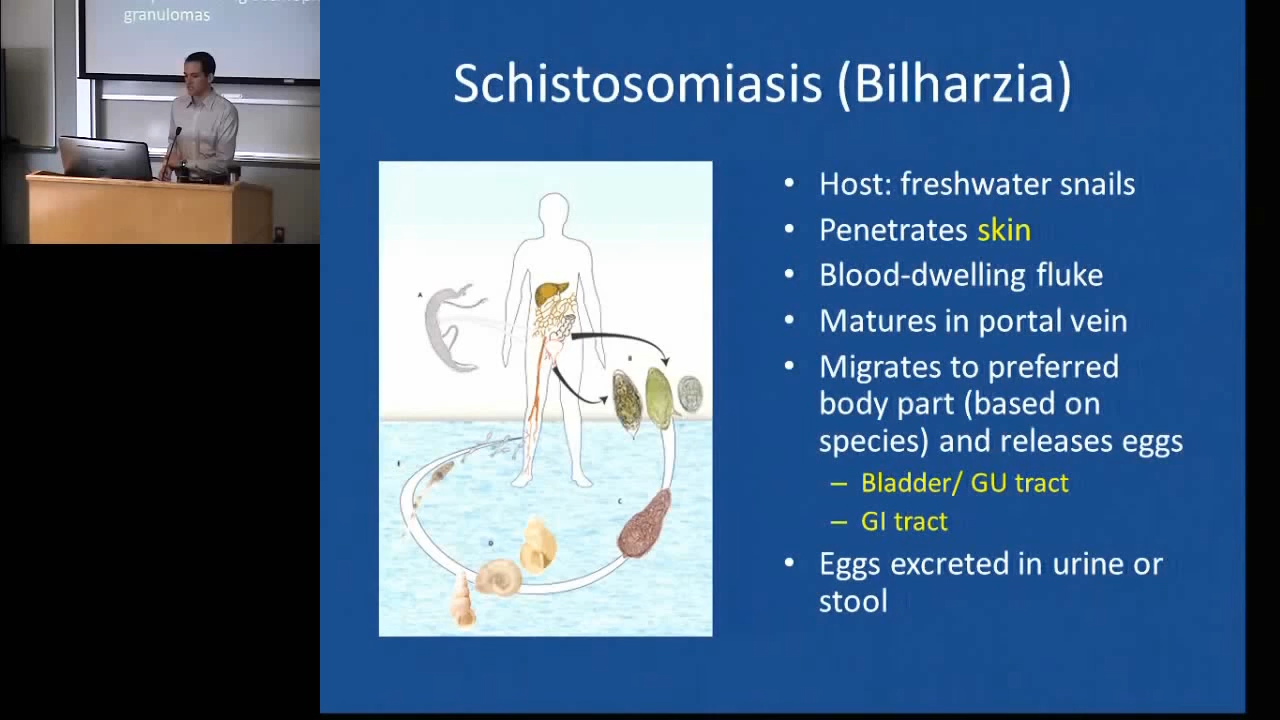 granulomas
Schistosomiasis (Bilharzia)
• Host: freshwater snails
• Penetrates skin
• Blood-dwelling fluke
• Matures in portal vein
• Migrates to preferred
body part (based on
species) and releases eggs
– Bladder/ GU tract
– GI tract
• Eggs excreted in urine or
stool
A
B
C
D
E